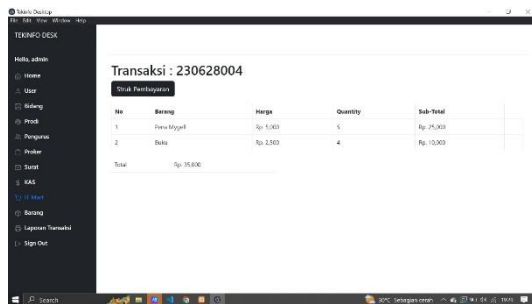 Tekinfo Desktop
File Edit View Window Help
TEKINFO DESK
Hello, admin
Home
User
Bidang
Prodi
Pengurus
Proker
Surat
KAS
IT Mart
Barang
Laporan Transaksi
Sign Out
Transaksi : 230628004
Struk Pembayaran
No Barang Harga Quantity Sub-Total
1 Pena Mygell Rp. 5,000 5 Rp. 25,000
2 Buku Rp. 2,500 4 Rp. 10,000
Total Rp. 35,000
Search
30°C Sebagian cerah